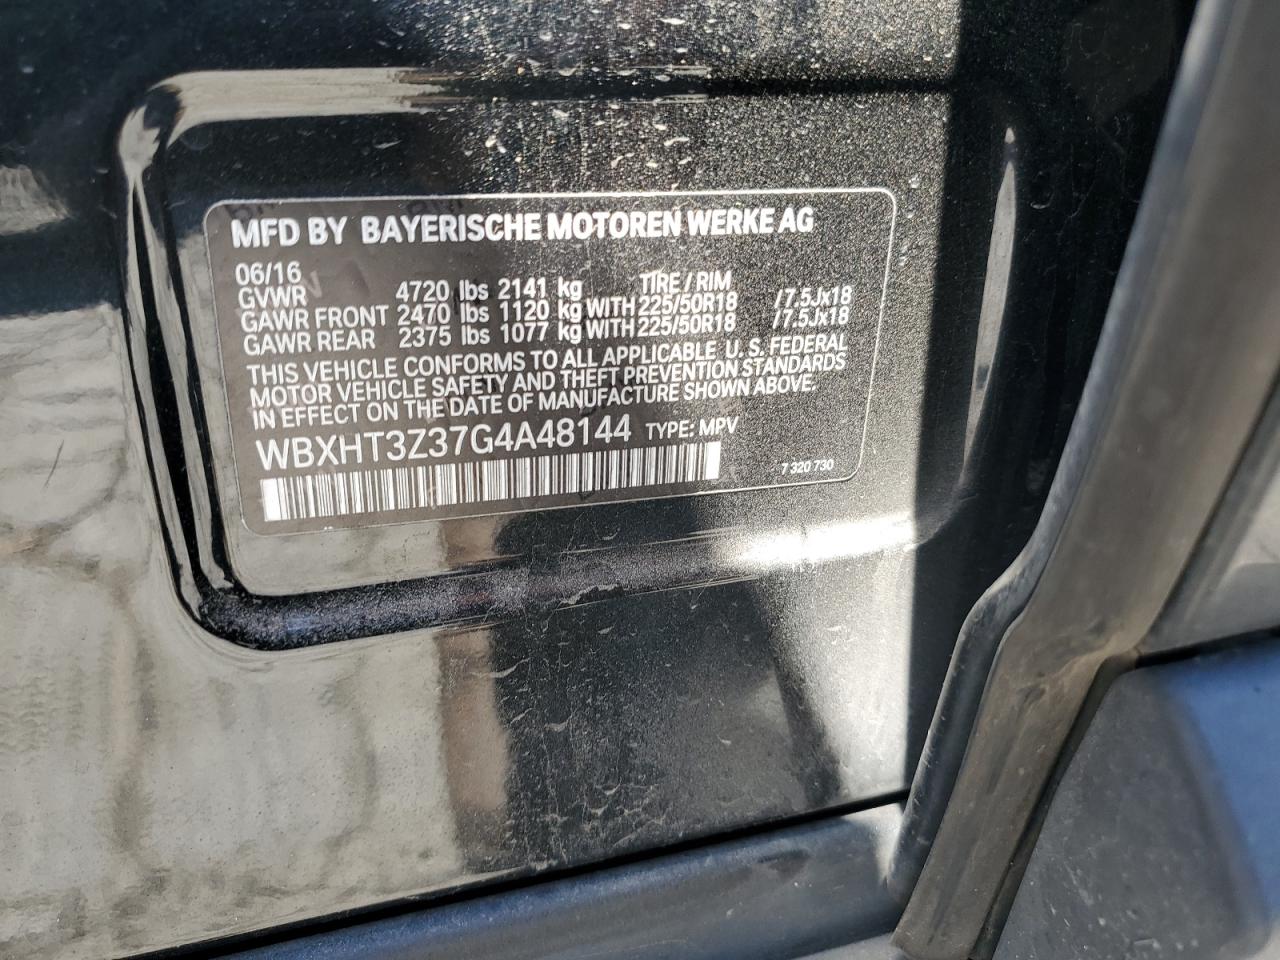 MFD BY BAYERISCHE MOTOREN WERKE AG
06/16
GVWR 4720 lbs 2141 kg TIRE / RIM
GAWR FRONT 2470 lbs 1120 kg WITH 225/50R18 /7.5Jx18
GAWR REAR 2375 lbs 1077 kg WITH 225/50R18 /7.5Jx18
THIS VEHICLE CONFORMS TO ALL APPLICABLE U. S. FEDERAL
MOTOR VEHICLE SAFETY AND THEFT PREVENTION STANDARDS
IN EFFECT ON THE DATE OF MANUFACTURE SHOWN ABOVE.
WBXHT3Z37G4A48144 TYPE: MPV
7 320 730